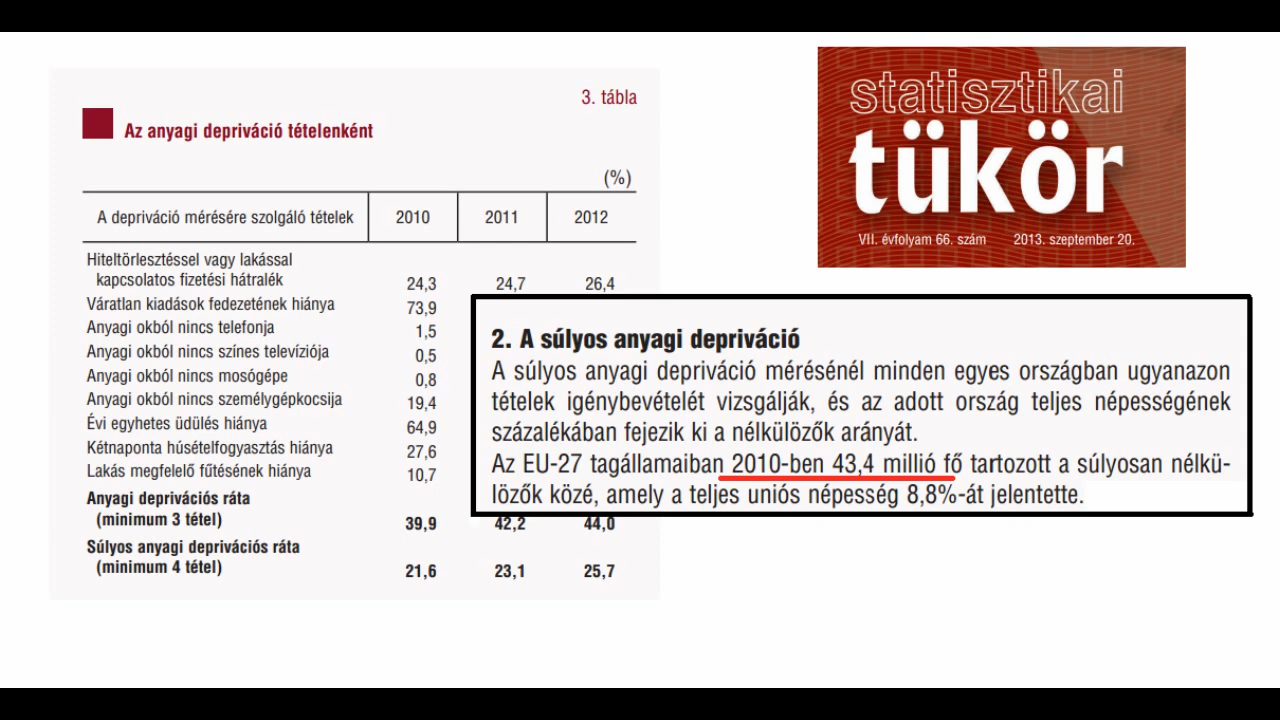 3. tábla
Az anyagi depriváció tételenként
(%)
A depriváció mérésére szolgáló tételek 2010 2011 2012
Hiteltörlesztéssel vagy lakással
kapcsolatos fizetési hátralék 24,3 24,7 26,4
Váratlan kiadások fedezetének hiánya 73,9
Anyagi okból nincs telefonja 1,5
Anyagi okból nincs színes televíziója 0,5
Anyagi okból nincs mosógépe 0,8
Anyagi okból nincs személygépkocsija 19,4
Évi egyhetes üdülés hiánya 64,9
Kétnaponta húsételfogyasztás hiánya 27,6
Lakás megfelelő fűtésének hiánya 10,7
Anyagi deprivációs ráta
(minimum 3 tétel) 39,9 42,2 44,0
Súlyos anyagi deprivációs ráta
(minimum 4 tétel) 21,6 23,1 25,7
statisztikai
tükör
VII. évfolyam 66. szám 2013. szeptember 20.
2. A súlyos anyagi depriváció
A súlyos anyagi depriváció mérésénél minden egyes országban ugyanazon
tételek igénybevételét vizsgálják, és az adott ország teljes népességének
százalékában fejezik ki a nélkülözők arányát.
Az EU-27 tagállamaiban 2010-ben 43,4 millió fő tartozott a súlyosan nélkü-
lözők közé, amely a teljes uniós népesség 8,8%-át jelentette.